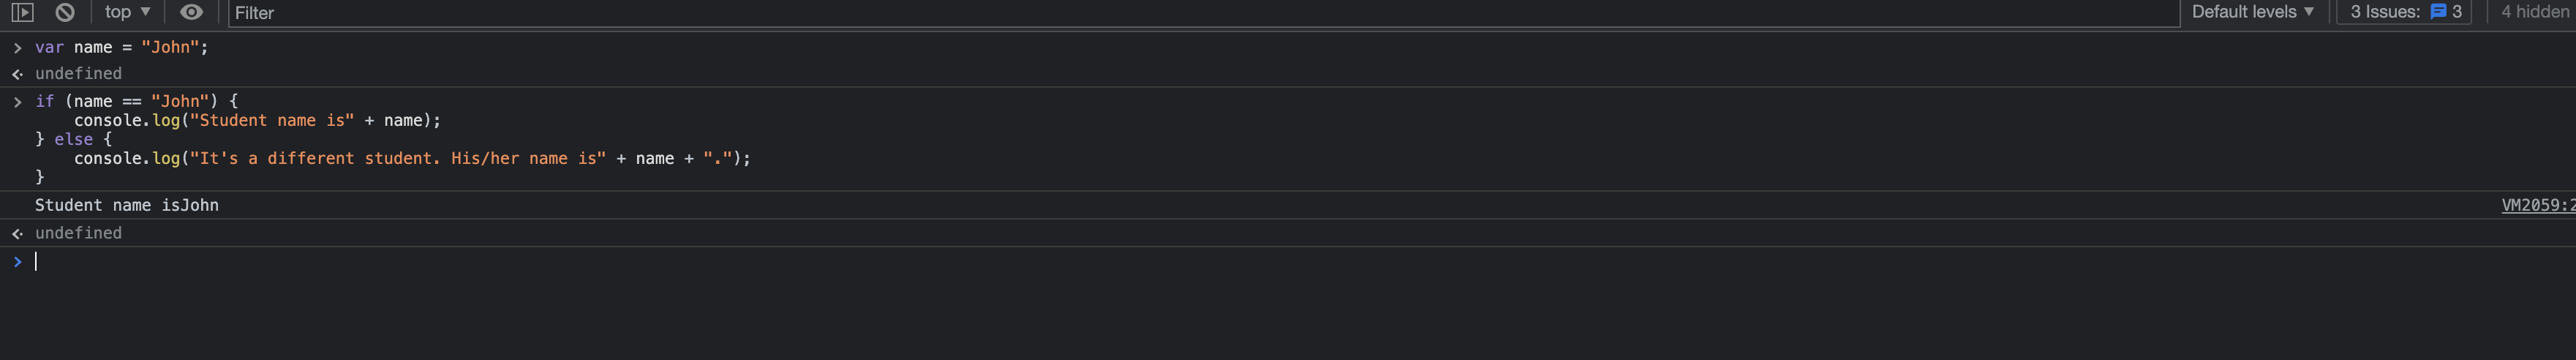 top ▼ Filter Default levels ▼ 3 Issues: 3 4 hidden
> var name = "John";
<· undefined
> if (name == "John") {
    console.log("Student name is" + name);
} else {
    console.log("It's a different student. His/her name is" + name + ".");
}
Student name isJohn VM2059:2
<· undefined
>